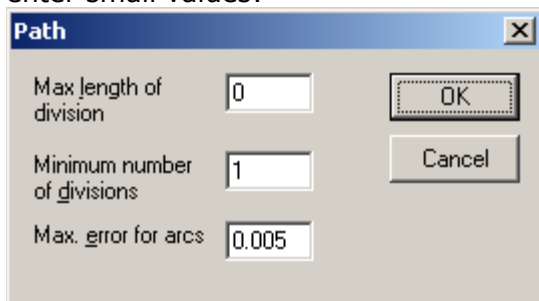 enter small values:
Path
Max length of
division
0
OK
Minimum number
of divisions
1
Cancel
Max. error for arcs
0.005